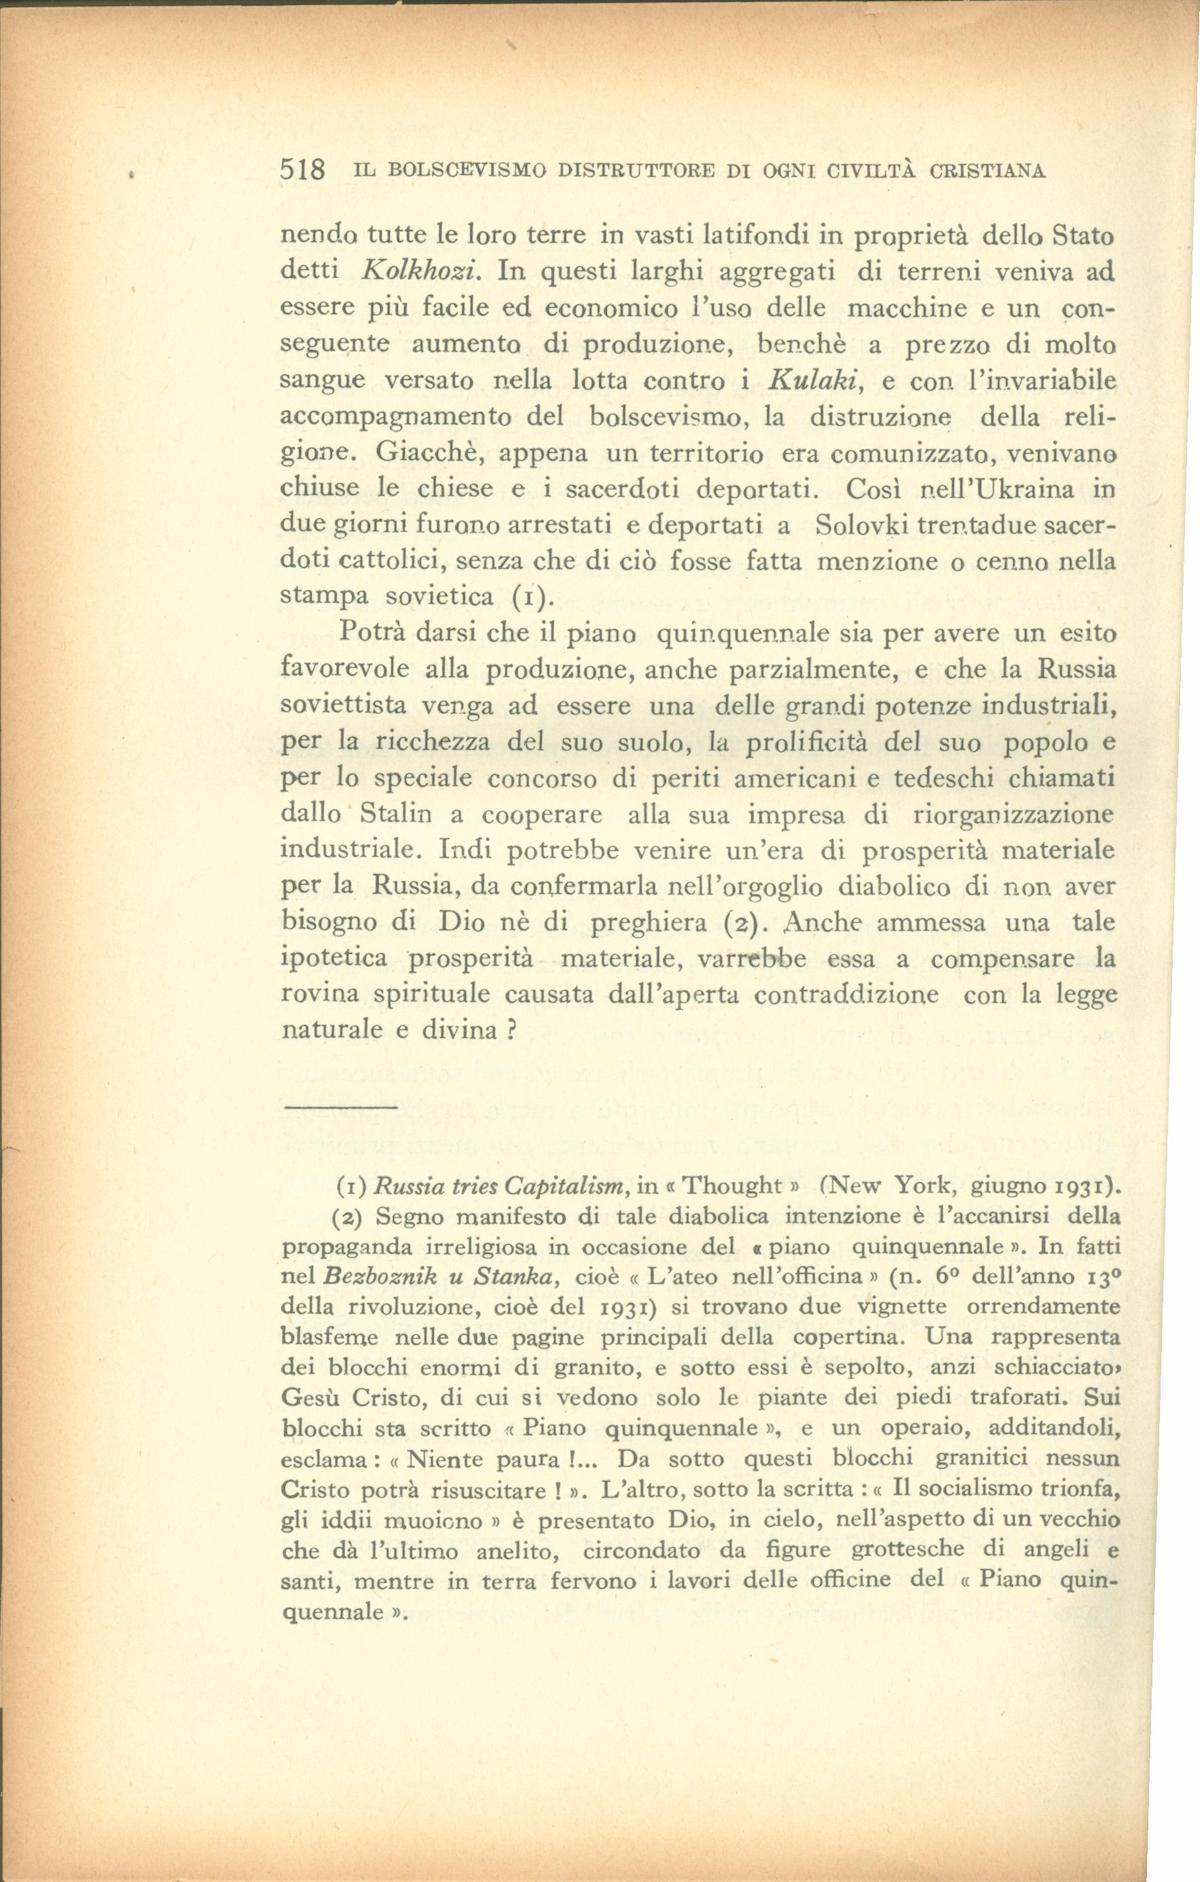 518 IL BOLSCEVISMO DISTRUTTORE DI OGNI CIVILTÀ CRISTIANA
nendo tutte le loro terre in vasti latifondi in proprietà dello Stato
detti Kolkhozi. In questi larghi aggregati di terreni veniva ad
essere più facile ed economico l'uso delle macchine e un con-
seguente aumento di produzione, benchè a prezzo di molto
sangue versato nella lotta contro i Kulaki, e con l'invariabile
accompagnamento del bolscevismo, la distruzione della reli-
gione. Giacchè, appena un territorio era comunizzato, venivano
chiuse le chiese e i sacerdoti deportati. Così nell'Ukraina in
due giorni furono arrestati e deportati a Solovki trentadue sacer-
doti cattolici, senza che di ciò fosse fatta menzione o cenno nella
stampa sovietica (1).
Potrà darsi che il piano quinquennale sia per avere un esito
favorevole alla produzione, anche parzialmente, e che la Russia
soviettista venga ad essere una delle grandi potenze industriali,
per la ricchezza del suo suolo, la prolificità del suo popolo e
per lo speciale concorso di periti americani e tedeschi chiamati
dallo Stalin a cooperare alla sua impresa di riorganizzazione
industriale. Indi potrebbe venire un'era di prosperità materiale
per la Russia, da confermarla nell'orgoglio diabolico di non aver
bisogno di Dio nè di preghiera (2). Anche ammessa una tale
ipotetica prosperità materiale, varrebbe essa a compensare la
rovina spirituale causata dall'aperta contraddizione con la legge
naturale e divina ?
(1) Russia tries Capitalism, in « Thought » (New York, giugno 1931).
(2) Segno manifesto di tale diabolica intenzione è l'accanirsi della
propaganda irreligiosa in occasione del « piano quinquennale ». In fatti
nel Bezboznik u Stanka, cioè « L'ateo nell'officina » (n. 6º dell'anno 13º
della rivoluzione, cioè del 1931) si trovano due vignette orrendamente
blasfeme nelle due pagine principali della copertina. Una rappresenta
dei blocchi enormi di granito, e sotto essi è sepolto, anzi schiacciato,
Gesù Cristo, di cui si vedono solo le piante dei piedi traforati. Sui
blocchi sta scritto « Piano quinquennale », e un operaio, additandoli,
esclama : « Niente paura !... Da sotto questi blocchi granitici nessun
Cristo potrà risuscitare ! ». L'altro, sotto la scritta : « Il socialismo trionfa,
gli iddii muoiono » è presentato Dio, in cielo, nell'aspetto di un vecchio
che dà l'ultimo anelito, circondato da figure grottesche di angeli e
santi, mentre in terra fervono i lavori delle officine del « Piano quin-
quennale ».